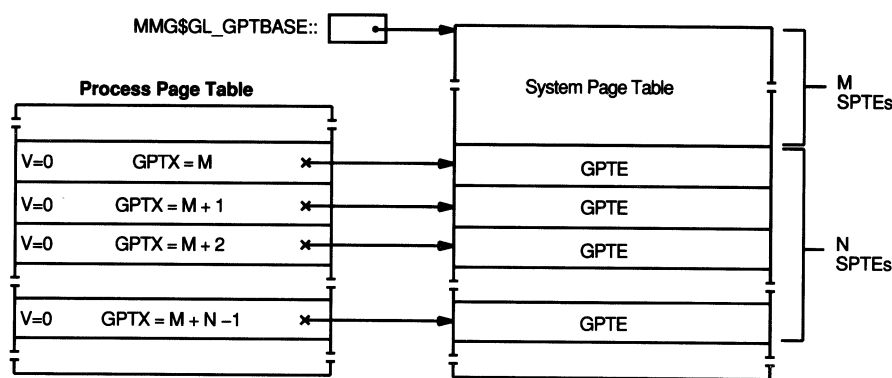 MMG$GL_GPTBASE::
Process Page Table
System Page Table
M
SPTEs
V=0 GPTX = M
GPTE
V=0 GPTX = M + 1
GPTE
V=0 GPTX = M + 2
GPTE
N
SPTEs
V=0 GPTX = M + N −1
GPTE